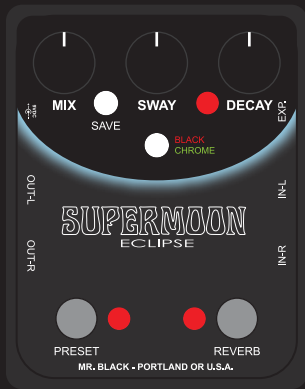 9VDC
MIX SWAY DECAY
SAVE
EXP.
BLACK
CHROME
OUT-L
IN-L
SUPERMOON
ECLIPSE
OUT-R
IN-R
PRESET
REVERB
MR. BLACK - PORTLAND OR U.S.A.